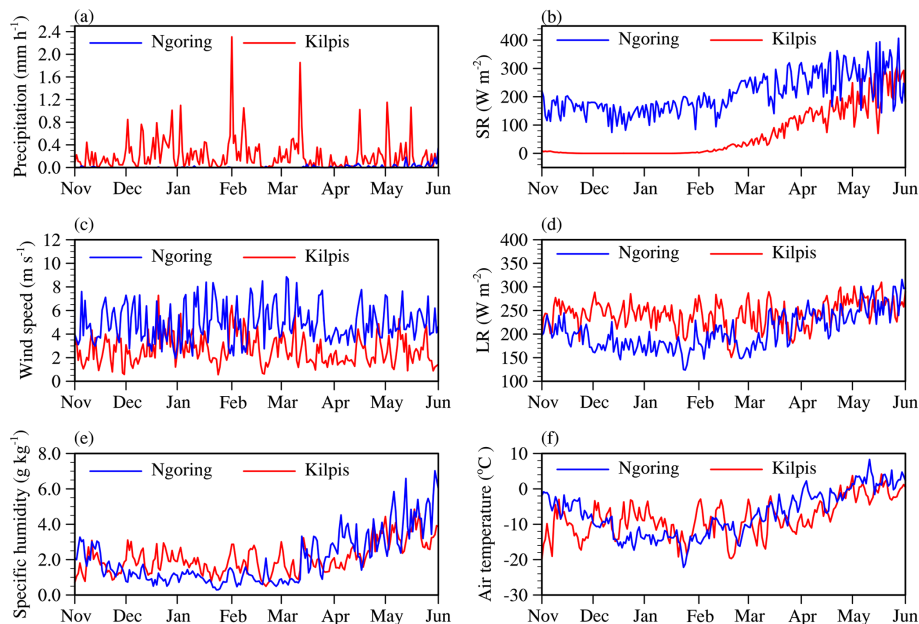 (a)
Precipitation (mm h⁻¹)
2.4
2.0
1.6
1.2
0.8
0.4
0.0
Ngoring
Kilpis
Nov Dec Jan Feb Mar Apr May Jun
(b)
SR (W m⁻²)
400
300
200
100
0
Ngoring
Kilpis
Nov Dec Jan Feb Mar Apr May Jun
(c)
Wind speed (m s⁻¹)
12
10
8
6
4
2
0
Ngoring
Kilpis
Nov Dec Jan Feb Mar Apr May Jun
(d)
LR (W m⁻²)
400
350
300
250
200
150
100
Ngoring
Kilpis
Nov Dec Jan Feb Mar Apr May Jun
(e)
Specific humidity (g kg⁻¹)
8.0
6.0
4.0
2.0
0.0
Ngoring
Kilpis
Nov Dec Jan Feb Mar Apr May Jun
(f)
Air temperature (°C)
10
0
-10
-20
-30
Ngoring
Kilpis
Nov Dec Jan Feb Mar Apr May Jun